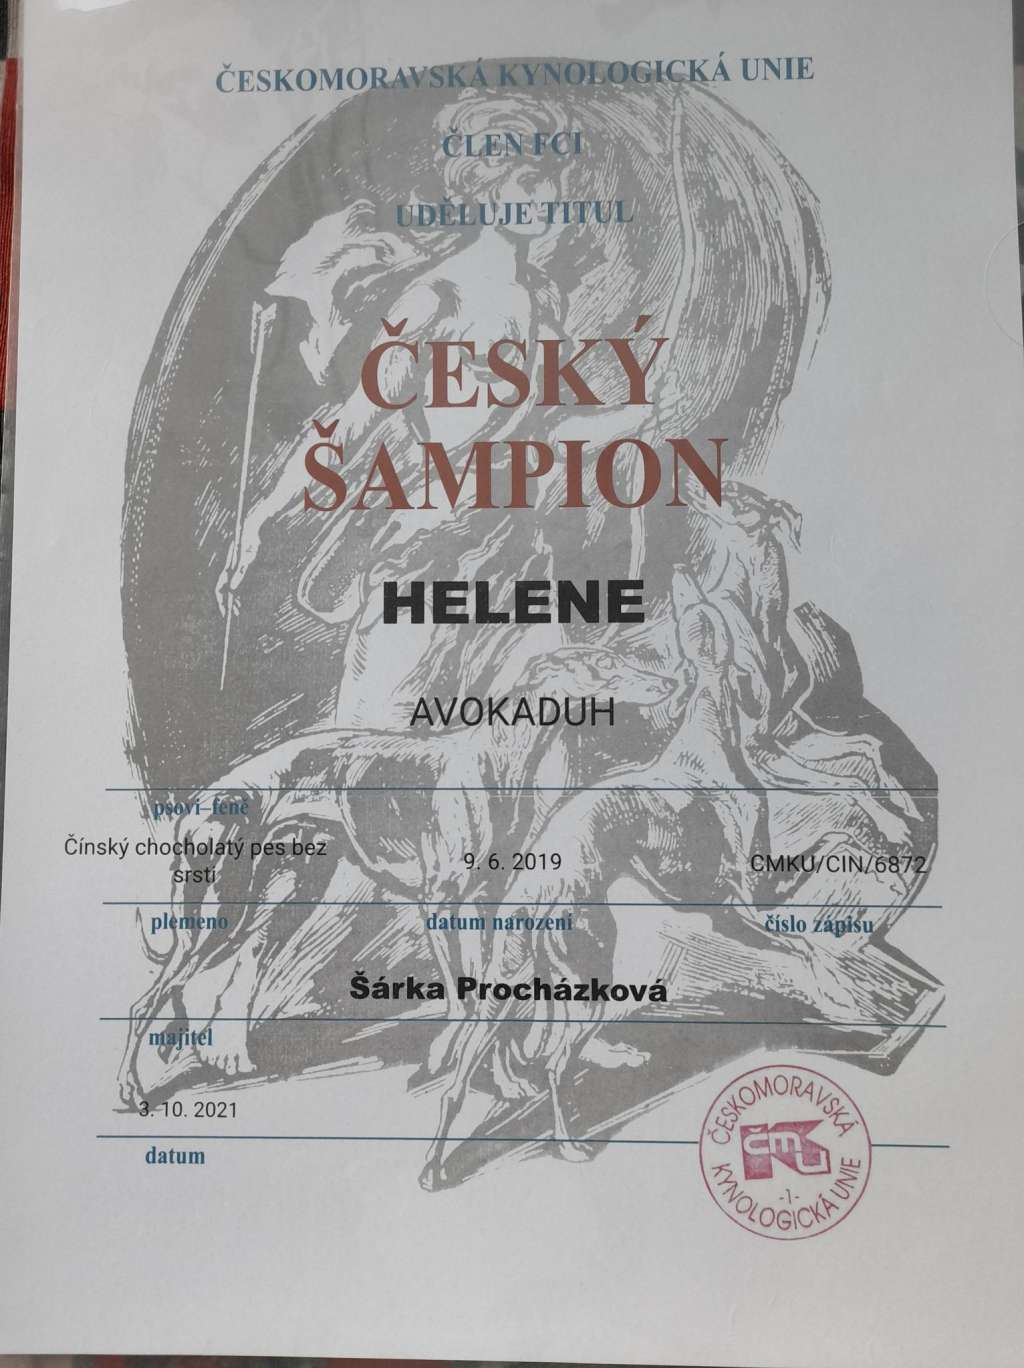 ČESKOMORAVSKÁ KYNOLOGICKÁ UNIE
ČLEN FCI
UDĚLUJE TITUL
ČESKÝ
ŠAMPION
HELENE
AVOKADUH
psovi–feně
Čínský chocholatý pes bez
srsti
9. 6. 2019
CMKU/CIN/6872
plemeno
datum narození
číslo zápisu
Šárka Procházková
majitel
3. 10. 2021
datum
ČESKOMORAVSKÁ
KYNOLOGICKÁ UNIE
-1-